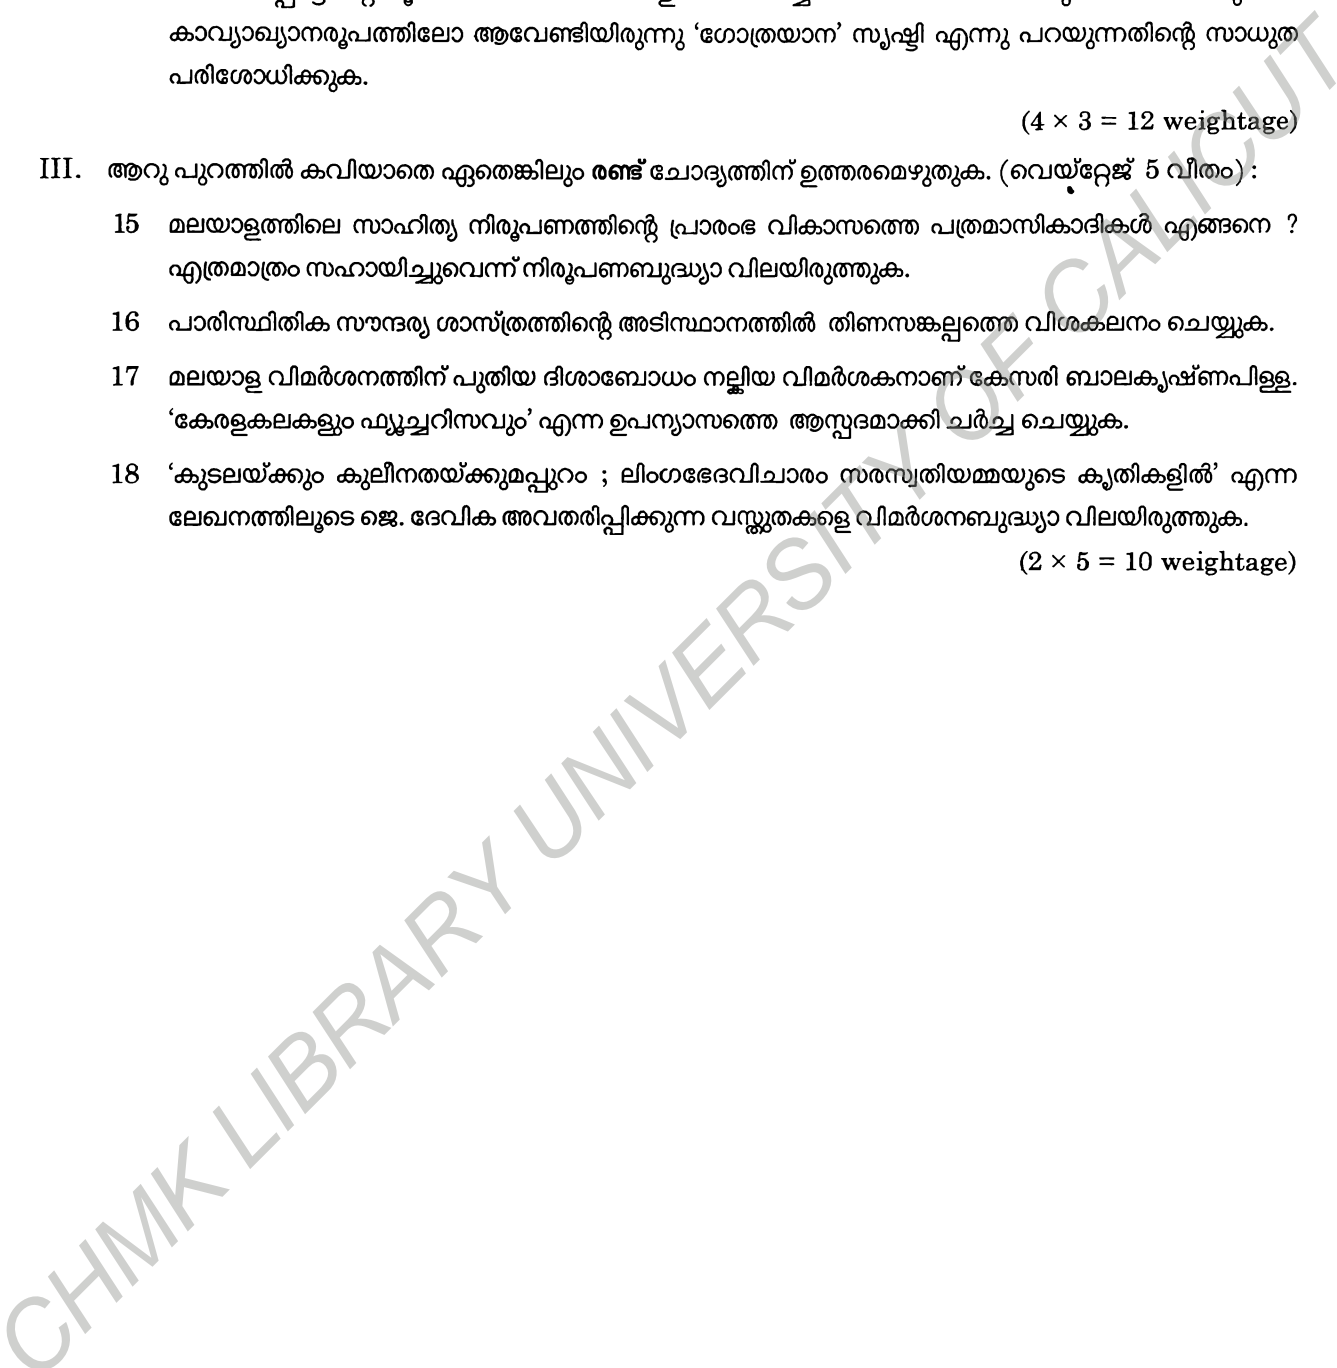 കാവ്യാഖ്യാനരൂപത്തിലോ ആവേണ്ടിയിരുന്നു ‘ഗോത്രയാന’ സൃഷ്ടി എന്നു പറയുന്നതിന്റെ സാധുത
പരിശോധിക്കുക.
(4 × 3 = 12 weightage)
III. ആറു പുറത്തിൽ കവിയാതെ ഏതെങ്കിലും രണ്ട് ചോദ്യത്തിന് ഉത്തരമെഴുതുക. (വെയ്റ്റേജ് 5 വീതം) :
15 മലയാളത്തിലെ സാഹിത്യ നിരൂപണത്തിന്റെ പ്രാരംഭ വികാസത്തെ പത്രമാസികാദികൾ എങ്ങനെ ?
എത്രമാത്രം സഹായിച്ചുവെന്ന് നിരൂപണബുദ്ധ്യാ വിലയിരുത്തുക.
16 പാരിസ്ഥിതിക സൗന്ദര്യ ശാസ്ത്രത്തിന്റെ അടിസ്ഥാനത്തിൽ തിണസങ്കല്പത്തെ വിശകലനം ചെയ്യുക.
17 മലയാള വിമർശനത്തിന് പുതിയ ദിശാബോധം നല്കിയ വിമർശകനാണ് കേസരി ബാലകൃഷ്ണപിള്ള.
‘കേരളകലകളും ഫ്യൂച്ചറിസവും’ എന്ന ഉപന്യാസത്തെ ആസ്പദമാക്കി ചർച്ച ചെയ്യുക.
18 ‘കുടലയ്ക്കും കുലീനതയ്ക്കുമപ്പുറം ; ലിംഗഭേദവിചാരം സരസ്വതിയമ്മയുടെ കൃതികളിൽ’ എന്ന
ലേഖനത്തിലൂടെ ജെ. ദേവിക അവതരിപ്പിക്കുന്ന വസ്തുതകളെ വിമർശനബുദ്ധ്യാ വിലയിരുത്തുക.
(2 × 5 = 10 weightage)
CHMK LIBRARY UNIVERSITY OF CALICUT